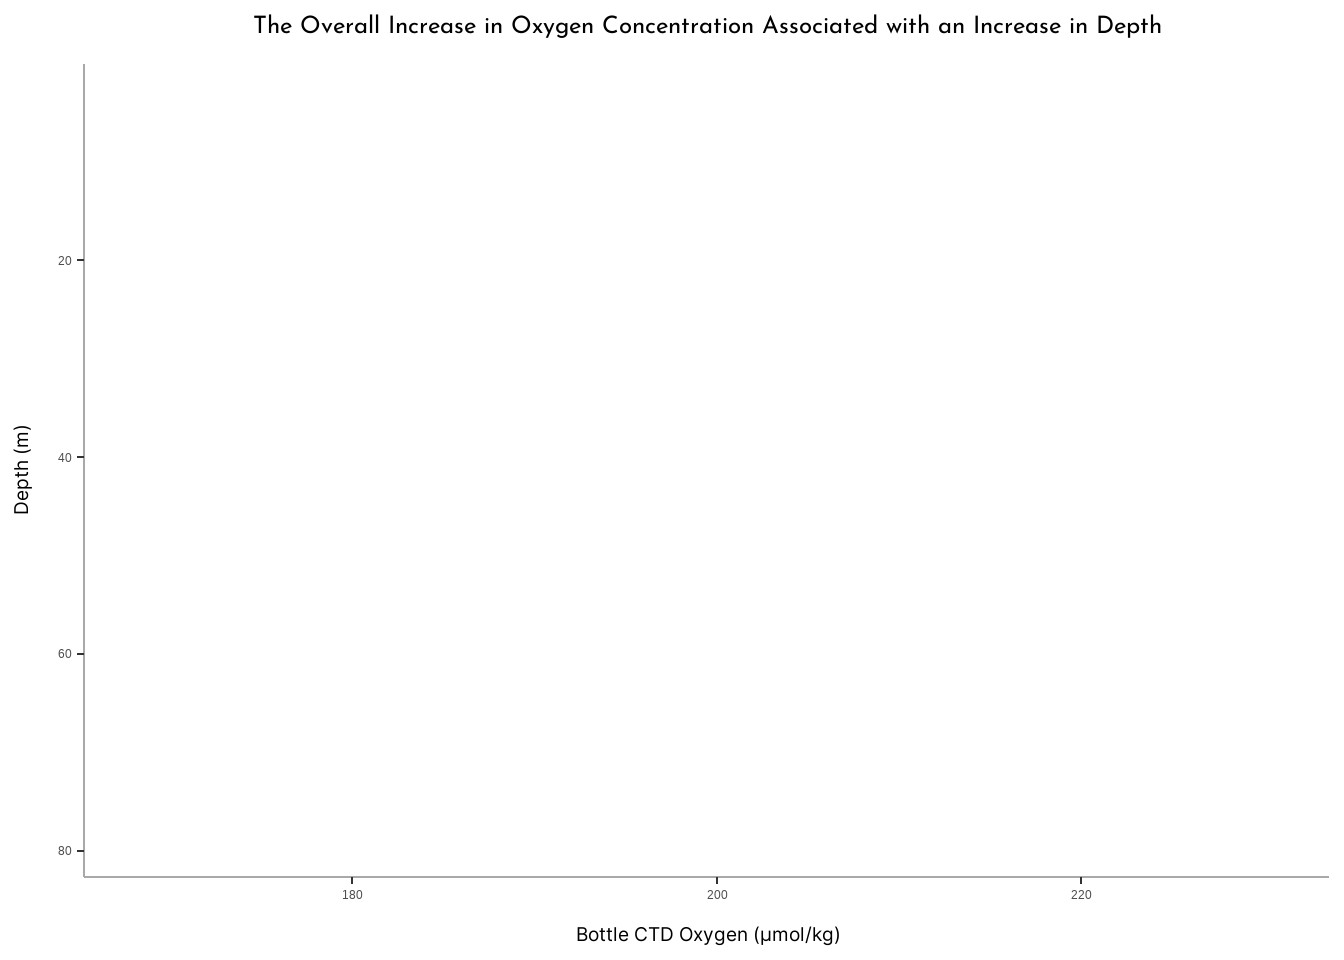 The Overall Increase in Oxygen Concentration Associated with an Increase in Depth
20
40
60
80
Depth (m)
180 200 220
Bottle CTD Oxygen (µmol/kg)